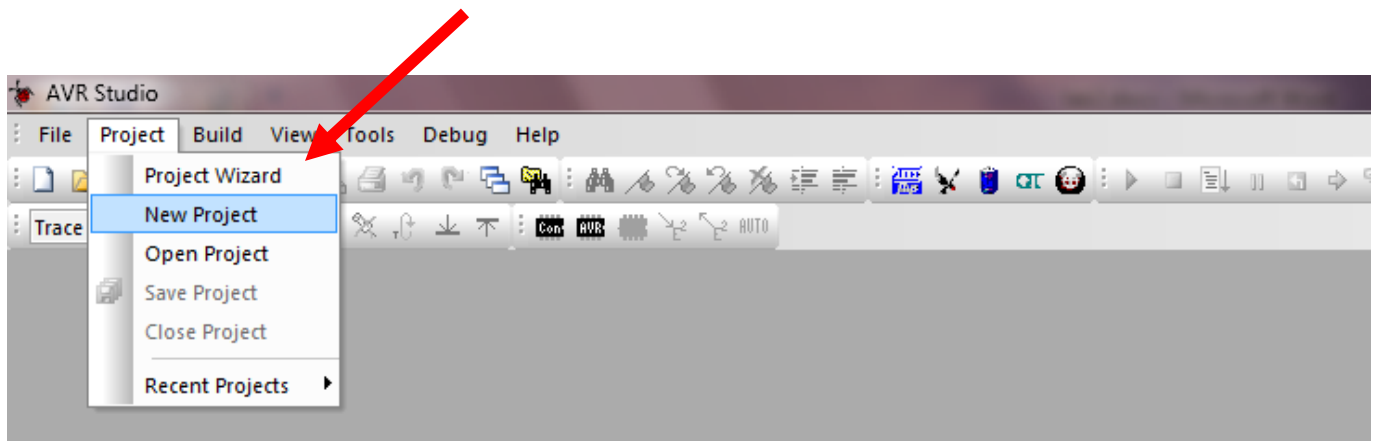 AVR Studio
File Project Build View Tools Debug Help
Project Wizard
New Project
Trace
Con AVR AUTO
Open Project
Save Project
Close Project
Recent Projects